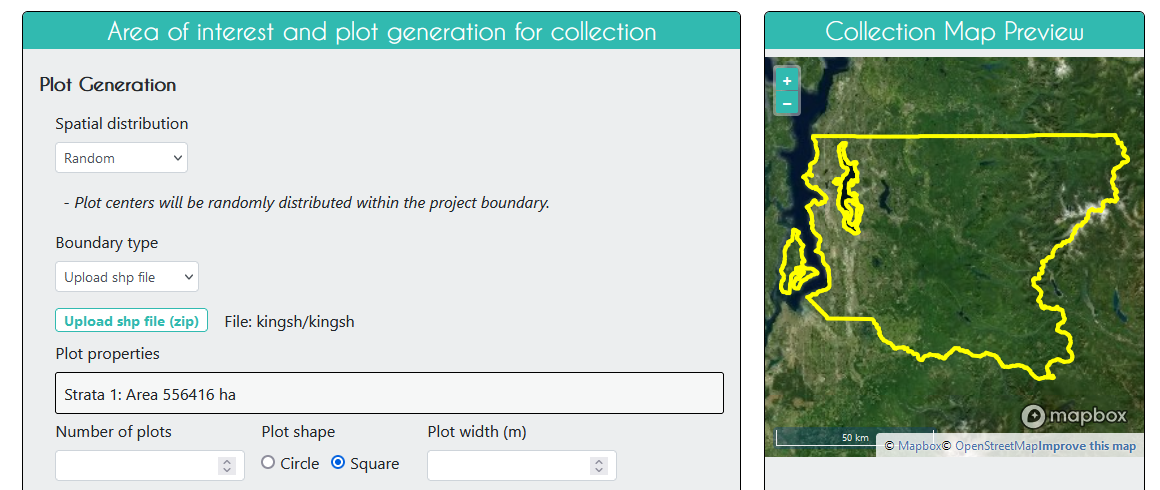 Area of interest and plot generation for collection
Plot Generation
Spatial distribution
Random
- Plot centers will be randomly distributed within the project boundary.
Boundary type
Upload shp file
Upload shp file (zip) File: kingsh/kingsh
Plot properties
Strata 1: Area 556416 ha
Number of plots Plot shape Plot width (m)
Circle Square
Collection Map Preview
+
−
mapbox
50 km
© Mapbox© OpenStreetMapImprove this map